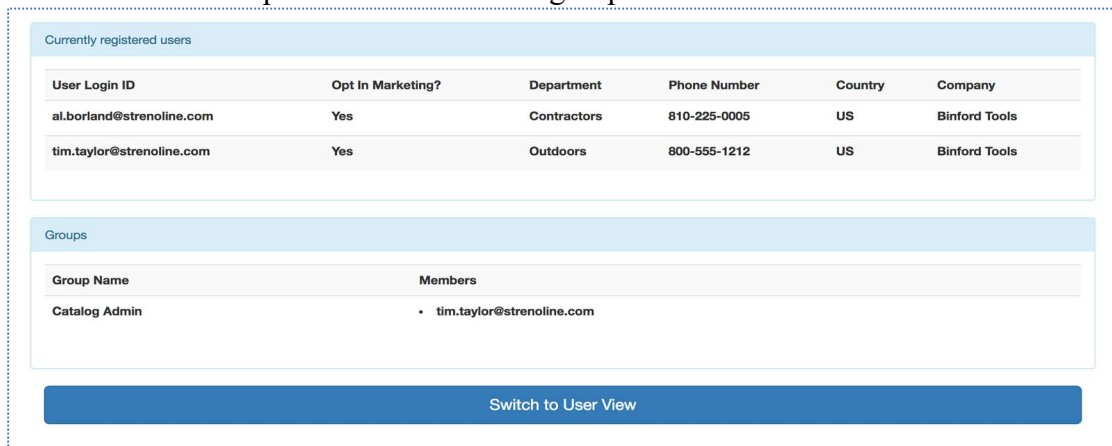 Currently registered users
User Login ID Opt In Marketing? Department Phone Number Country Company
al.borland@strenoline.com Yes Contractors 810-225-0005 US Binford Tools
tim.taylor@strenoline.com Yes Outdoors 800-555-1212 US Binford Tools
Groups
Group Name Members
Catalog Admin • tim.taylor@strenoline.com
Switch to User View